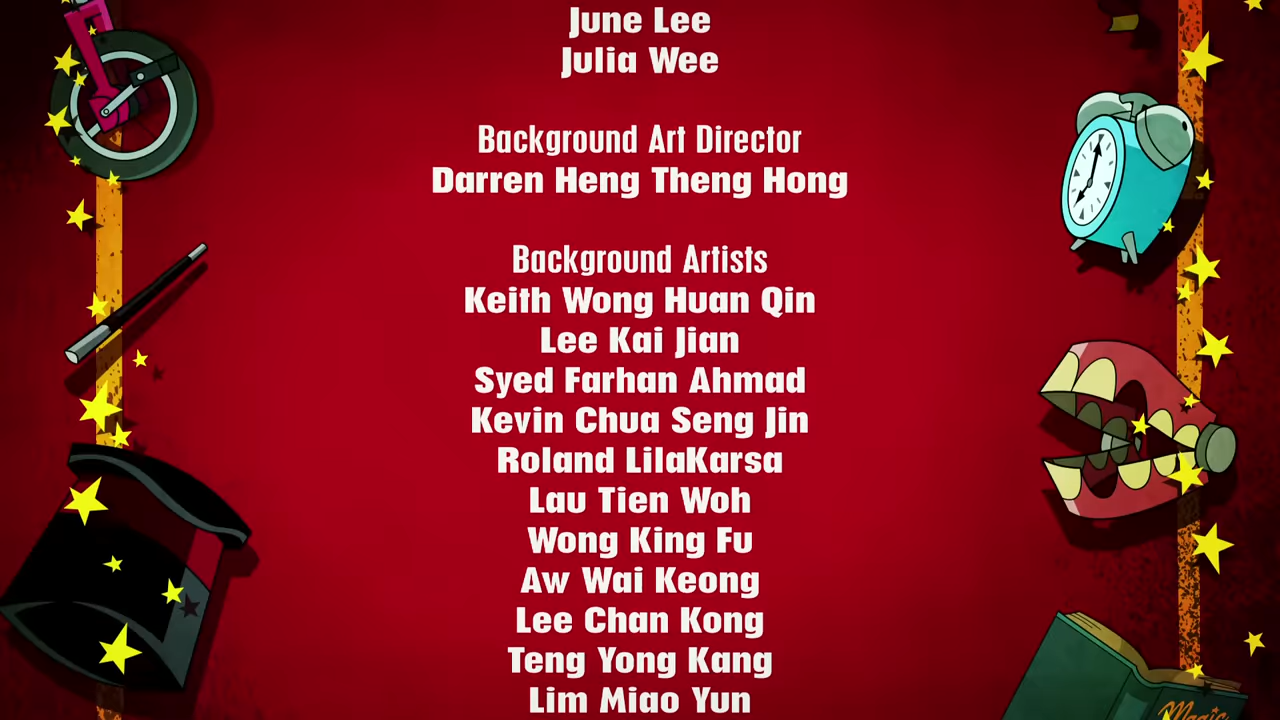 June Lee
Julia Wee
Background Art Director
Darren Heng Theng Hong
Background Artists
Keith Wong Huan Qin
Lee Kai Jian
Syed Farhan Ahmad
Kevin Chua Seng Jin
Roland LilaKarsa
Lau Tien Woh
Wong King Fu
Aw Wai Keong
Lee Chan Kong
Teng Yong Kang
Lim Miao Yun
Magic